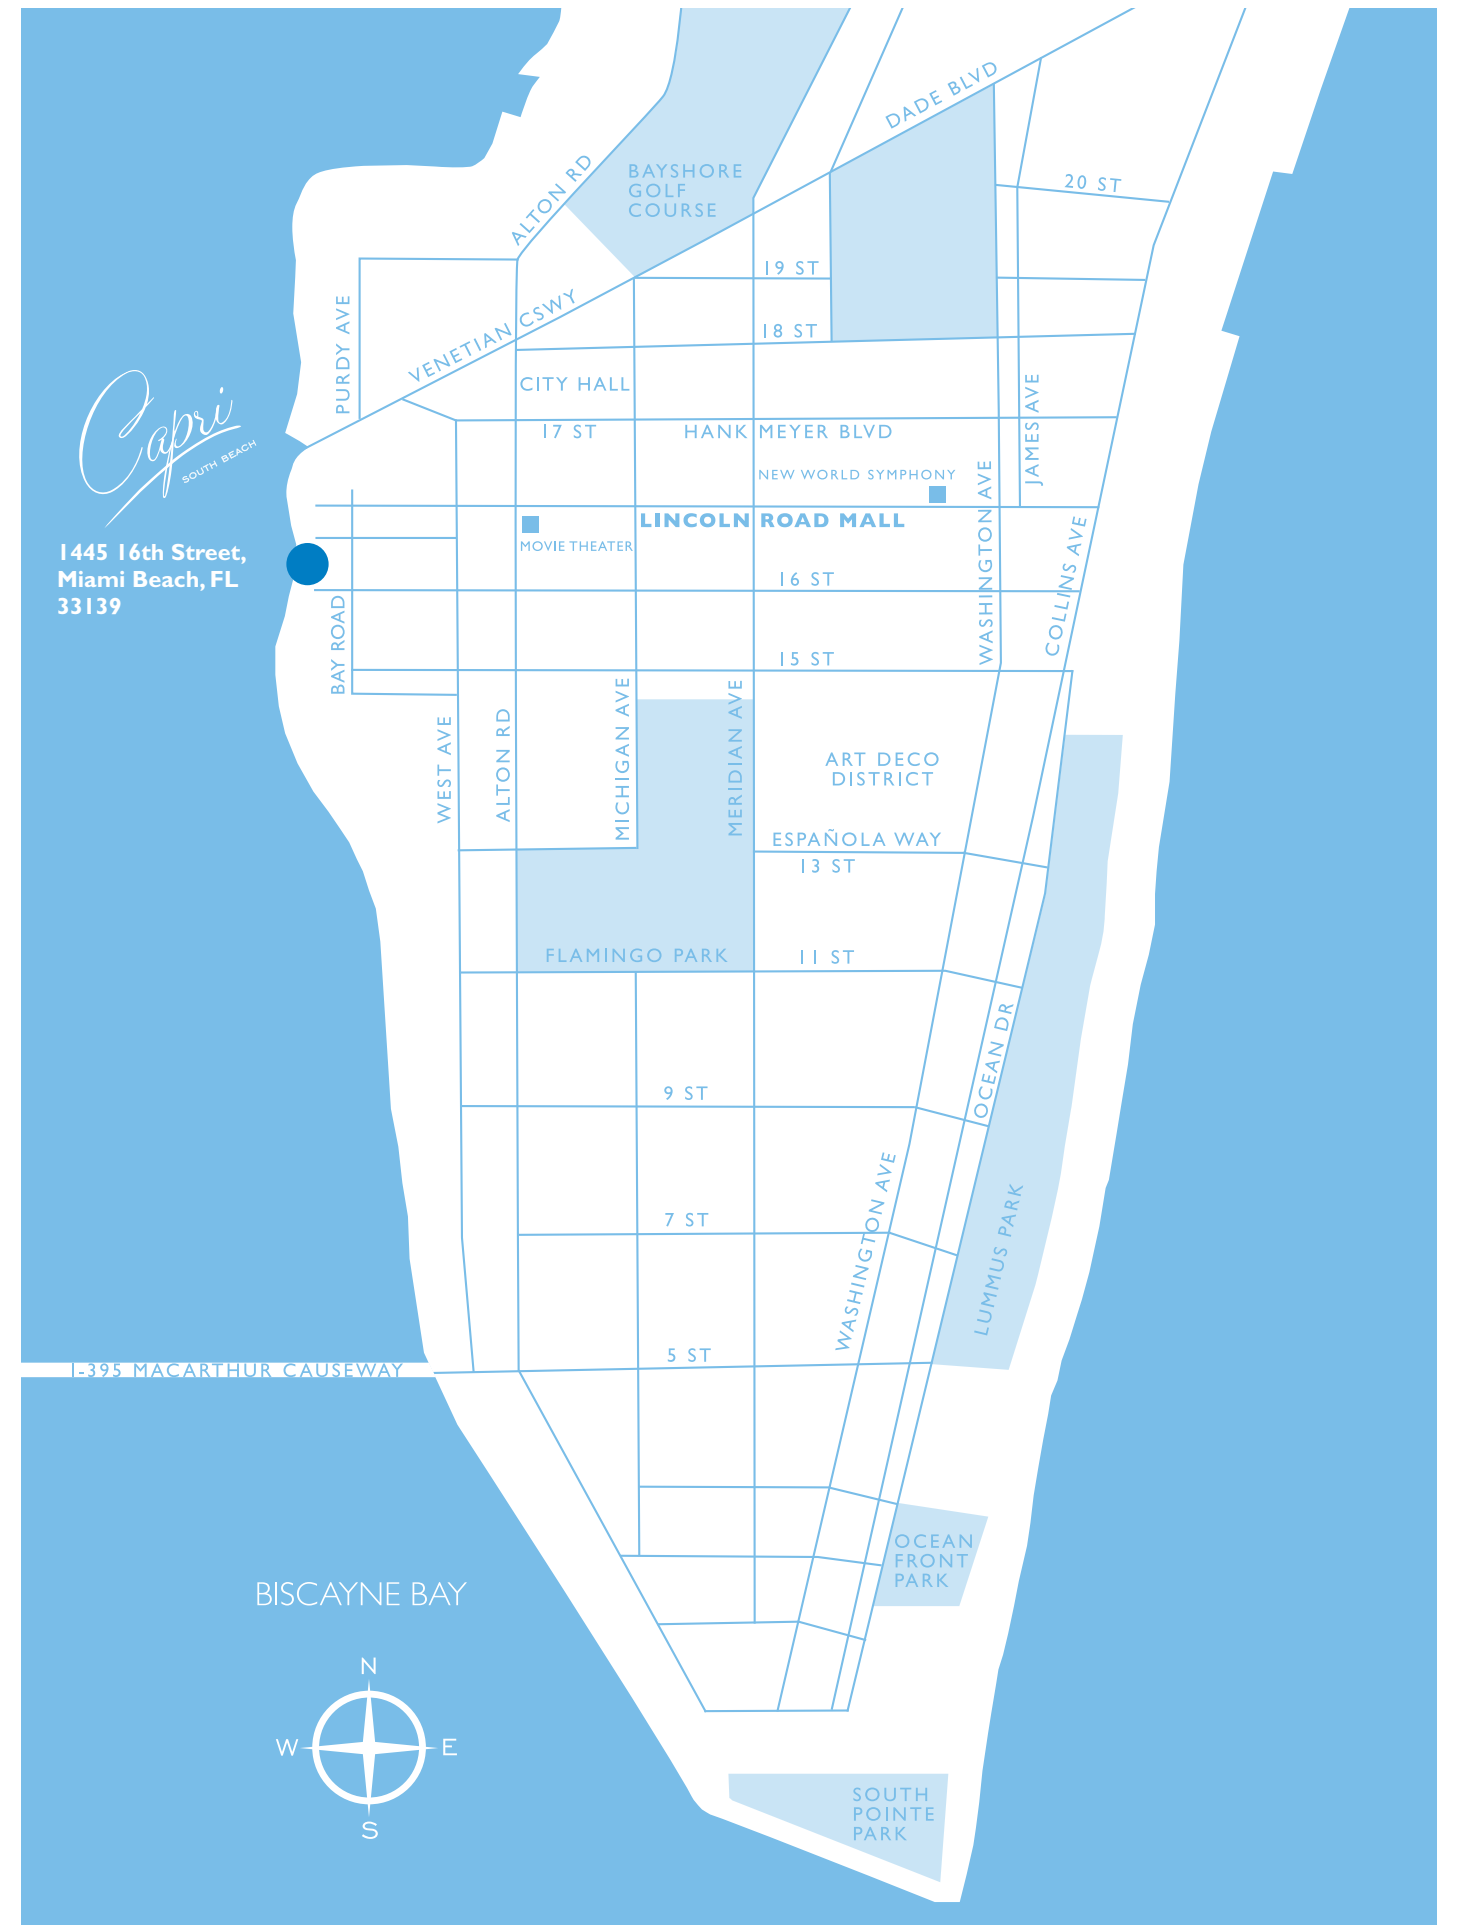 DADE BLVD
ALTON RD
BAYSHORE
GOLF
COURSE
20 ST
19 ST
PURDY AVE
VENETIAN CSWY
18 ST
CITY HALL
JAMES AVE
Capri
SOUTH BEACH
17 ST
HANK MEYER BLVD
NEW WORLD SYMPHONY
WASHINGTON AVE
LINCOLN ROAD MALL
COLLINS AVE
MOVIE THEATER
1445 16th Street,
Miami Beach, FL
33139
16 ST
BAY ROAD
15 ST
WEST AVE
ALTON RD
MICHIGAN AVE
MERIDIAN AVE
ART DECO
DISTRICT
ESPAÑOLA WAY
13 ST
FLAMINGO PARK
11 ST
OCEAN DR
9 ST
WASHINGTON AVE
LUMMUS PARK
7 ST
5 ST
I-395 MACARTHUR CAUSEWAY
OCEAN
FRONT
PARK
BISCAYNE BAY
N
W
E
S
SOUTH
POINTE
PARK